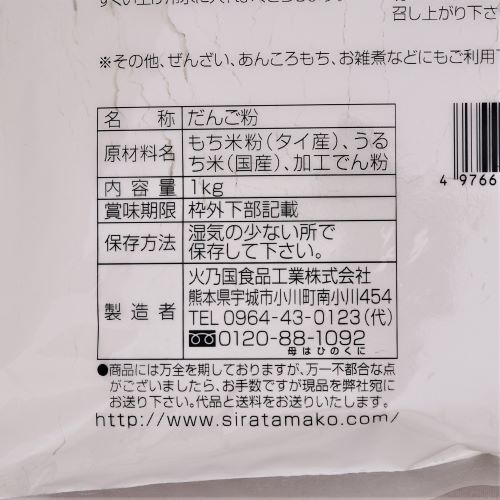 召し上がり下さ
※その他、ぜんざい、あんころもち、お雑煮などにもご利用下
名 称 だんご粉
原材料名 もち米粉(タイ産)、うる
ち米(国産)、加工でん粉
内容量 1kg
賞味期限 枠外下部記載
保存方法 湿気の少ない所で
保存して下さい。
製造者 火乃国食品工業株式会社
熊本県宇城市小川町南小川454
TEL 0964-43-0123(代)
0120-88-1092
母はひのくに
●商品には万全を期しておりますが、万一不都合な点
がございましたら、お手数ですが現品を弊社宛に
お送り下さい。代品と送料をお送りいたします。
http://www.siratamako.com/
4 9766